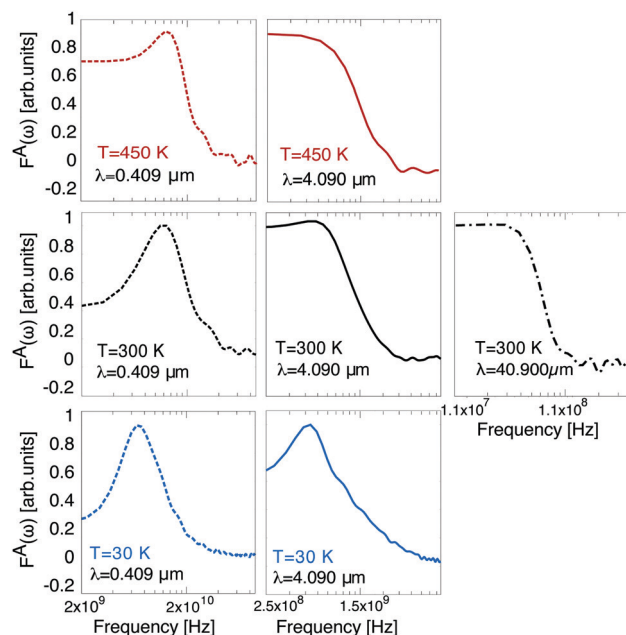 F^A(ω) [arb.units]
1
0.8
0.6
0.4
0.2
0
-0.2
T=450 K
λ=0.409 µm
T=450 K
λ=4.090 µm
F^A(ω) [arb.units]
1
0.8
0.6
0.4
0.2
0
-0.2
T=300 K
λ=0.409 µm
T=300 K
λ=4.090 µm
T=300 K
λ=40.900µm
1.1x10^7
1.1x10^8
Frequency [Hz]
F^A(ω) [arb.units]
1
0.8
0.6
0.4
0.2
0
-0.2
T=30 K
λ=0.409 µm
T=30 K
λ=4.090 µm
2x10^9
2x10^10
2.5x10^8
1.5x10^9
Frequency [Hz]
Frequency [Hz]